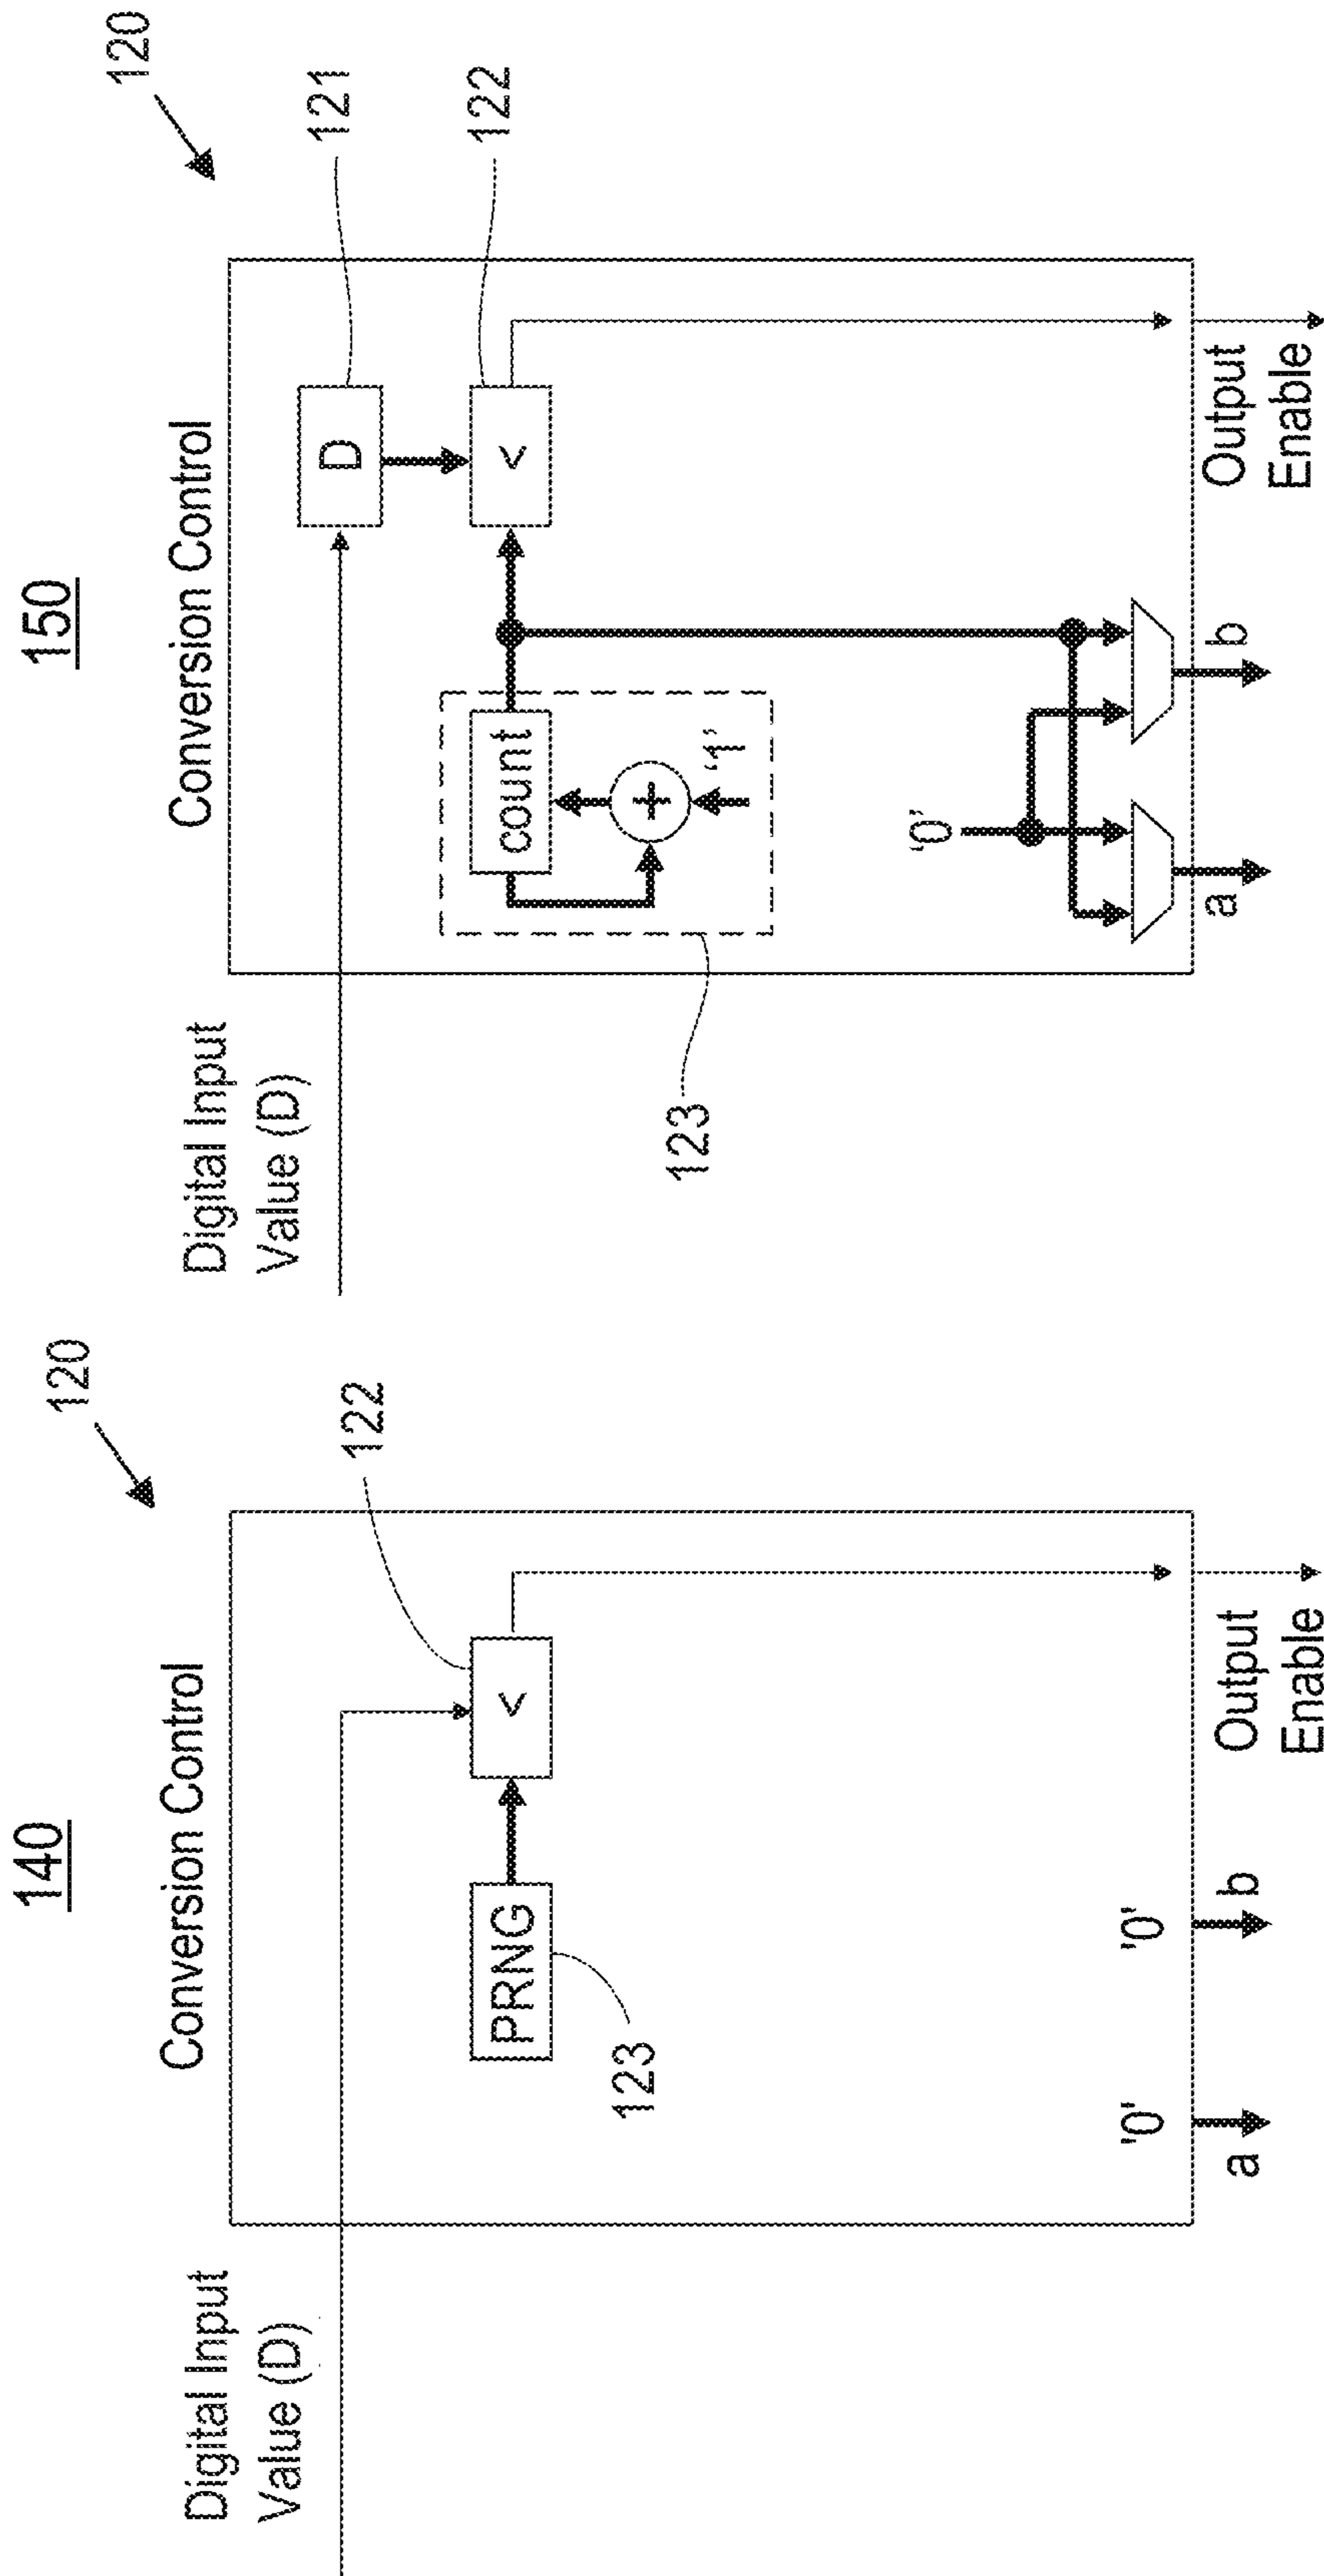 140
Conversion Control
120
Digital Input
Value (D)
122
<
PRNG
123
'0'
'0'
a
b
Output
Enable
150
Conversion Control
120
Digital Input
Value (D)
D
121
<
122
count
+
'1'
123
'0'
a
b
Output
Enable